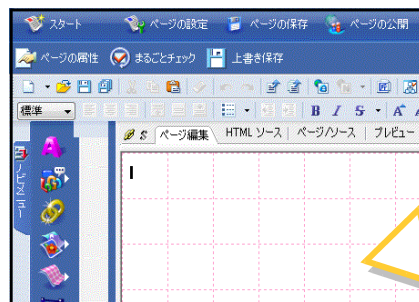 スタート ページの設定 ページの保存 ページの公開
ページの属性 まるごとチェック 上書き保存
標準 B I S A
ページ編集 HTML ソース ページ/ソース プレビュー
ナビメニュー